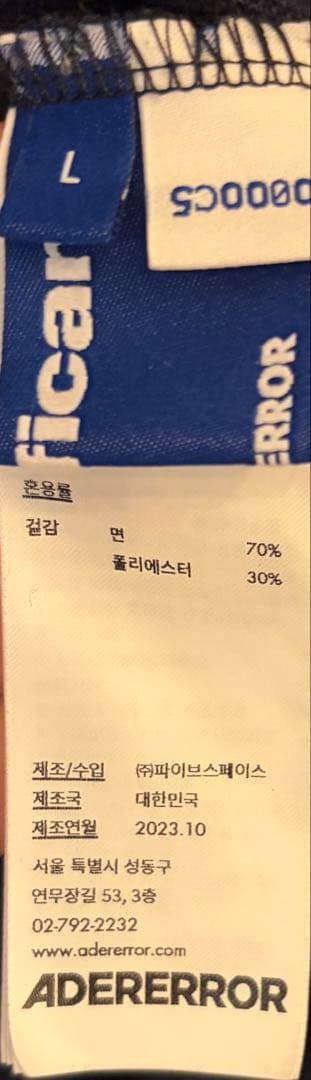 L
ficar
ERROR
혼용률
겉감 면 70%
폴리에스터 30%
제조/수입 ㈜파이브스페이스
제조국 대한민국
제조연월 2023.10
서울 특별시 성동구
연무장길 53, 3층
02-792-2232
www.adererror.com
ADERERROR